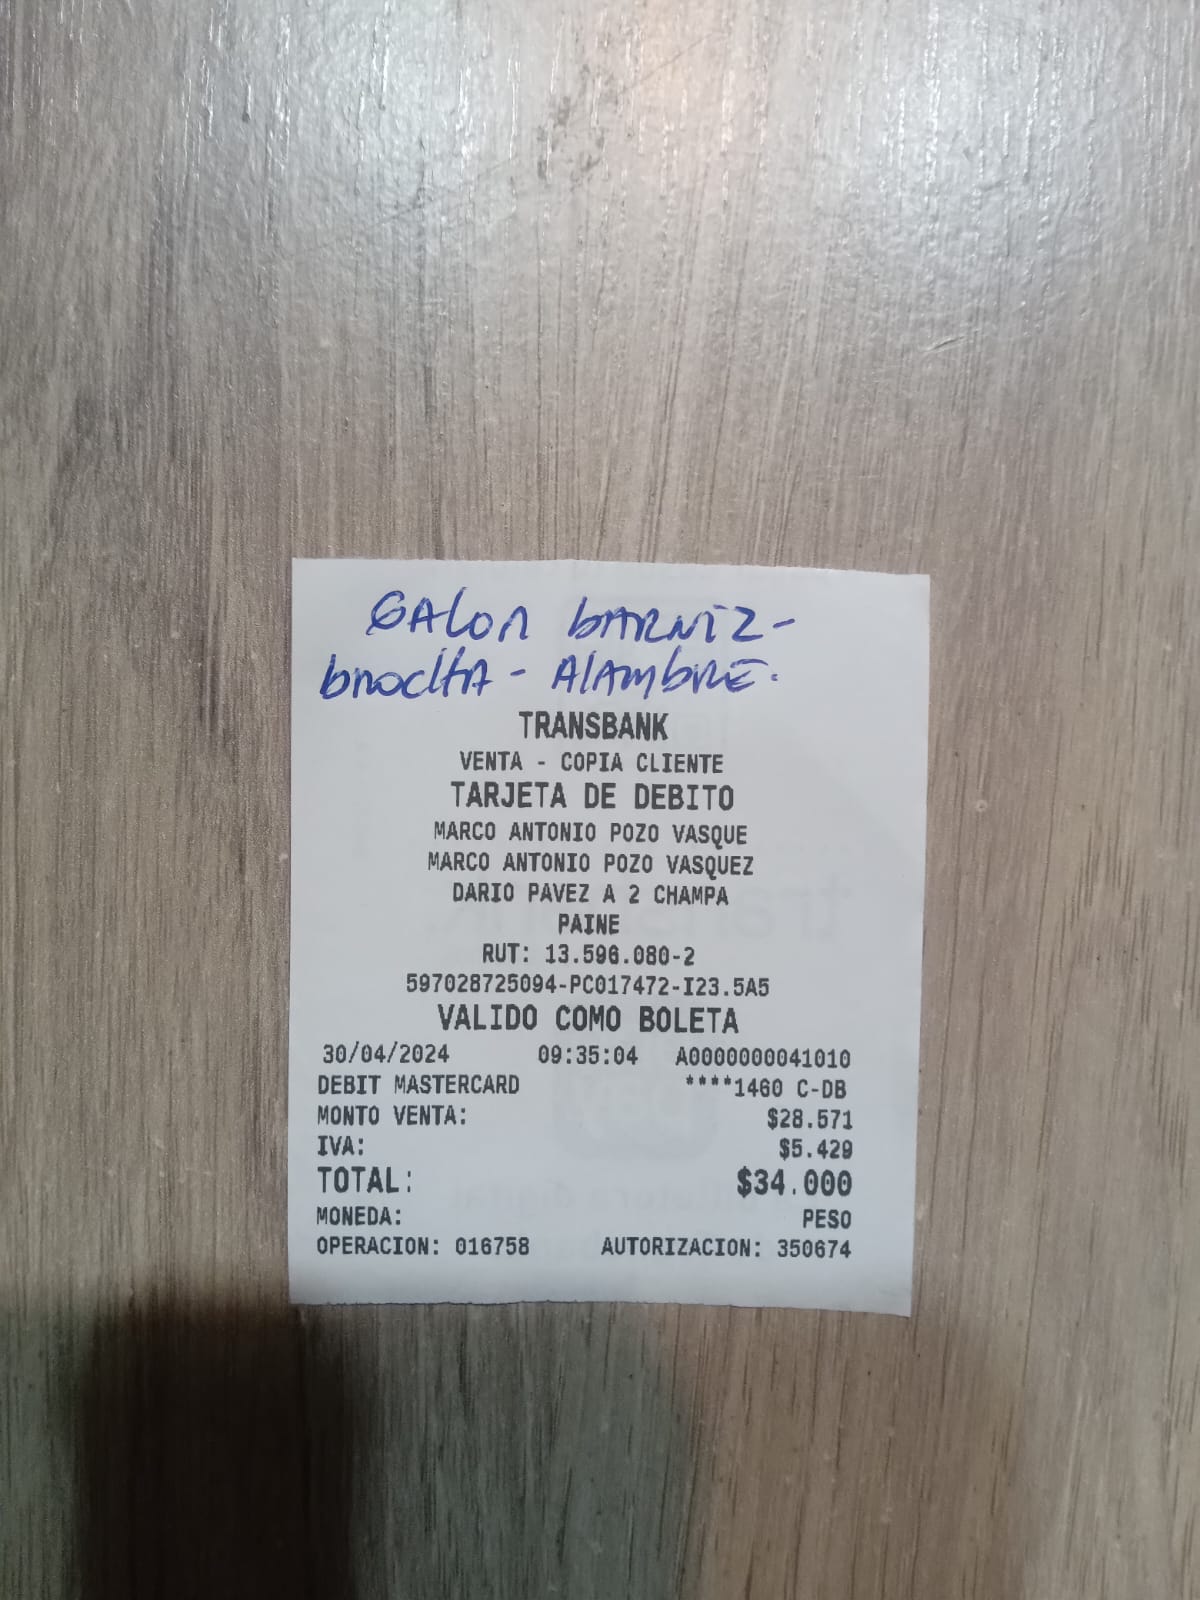 GALON BARNIZ-
brocha - Alambre.
TRANSBANK
VENTA - COPIA CLIENTE
TARJETA DE DEBITO
MARCO ANTONIO POZO VASQUE
MARCO ANTONIO POZO VASQUEZ
DARIO PAVEZ A 2 CHAMPA
PAINE
RUT: 13.596.080-2
597028725094-PC017472-I23.5A5
VALIDO COMO BOLETA
30/04/2024 09:35:04 A0000000041010
DEBIT MASTERCARD ****1460 C-DB
MONTO VENTA: $28.571
IVA: $5.429
TOTAL: $34.000
MONEDA: PESO
OPERACION: 016758 AUTORIZACION: 350674